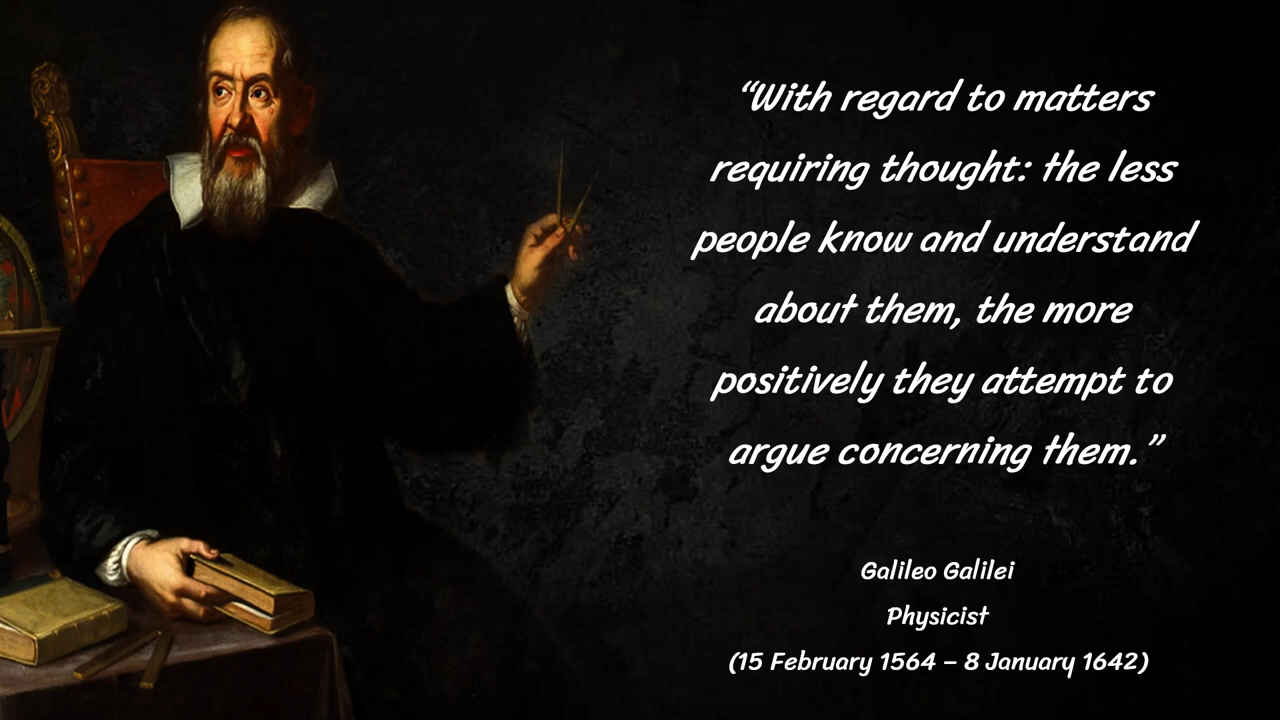 “With regard to matters
requiring thought: the less
people know and understand
about them, the more
positively they attempt to
argue concerning them.”
Galileo Galilei
Physicist
(15 February 1564 – 8 January 1642)